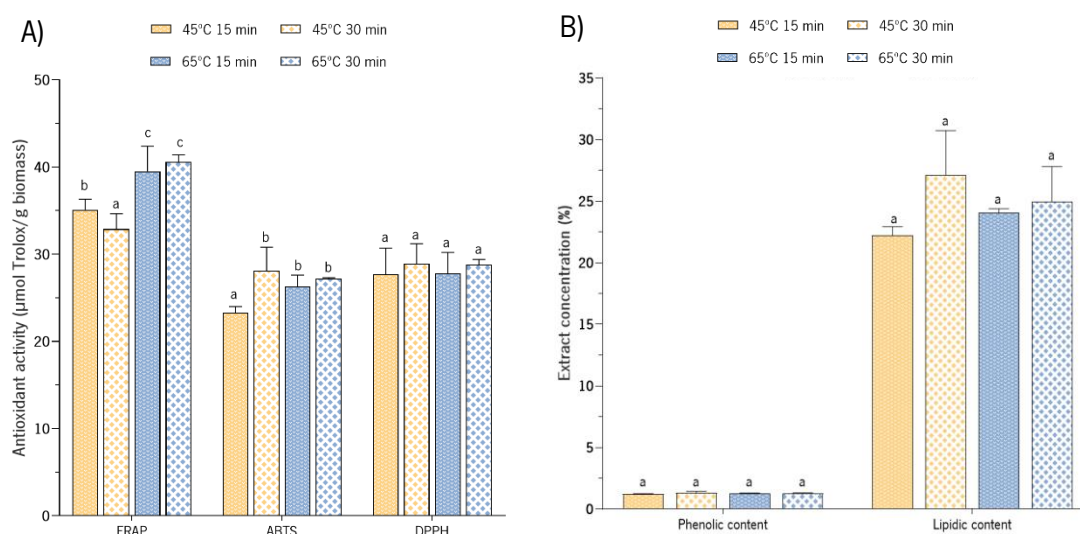 A)
45°C 15 min 45°C 30 min
65°C 15 min 65°C 30 min
Antioxidant activity (µmol Trolox/ g biomass)
50
40
30
20
10
0
b a c c
a b b b
a a a a
FRAP ABTS DPPH
B)
45°C 15 min 45°C 30 min
65°C 15 min 65°C 30 min
Extract concentration (%)
35
30
25
20
15
10
5
0
a a a a
a a a a
Phenolic content Lipidic content